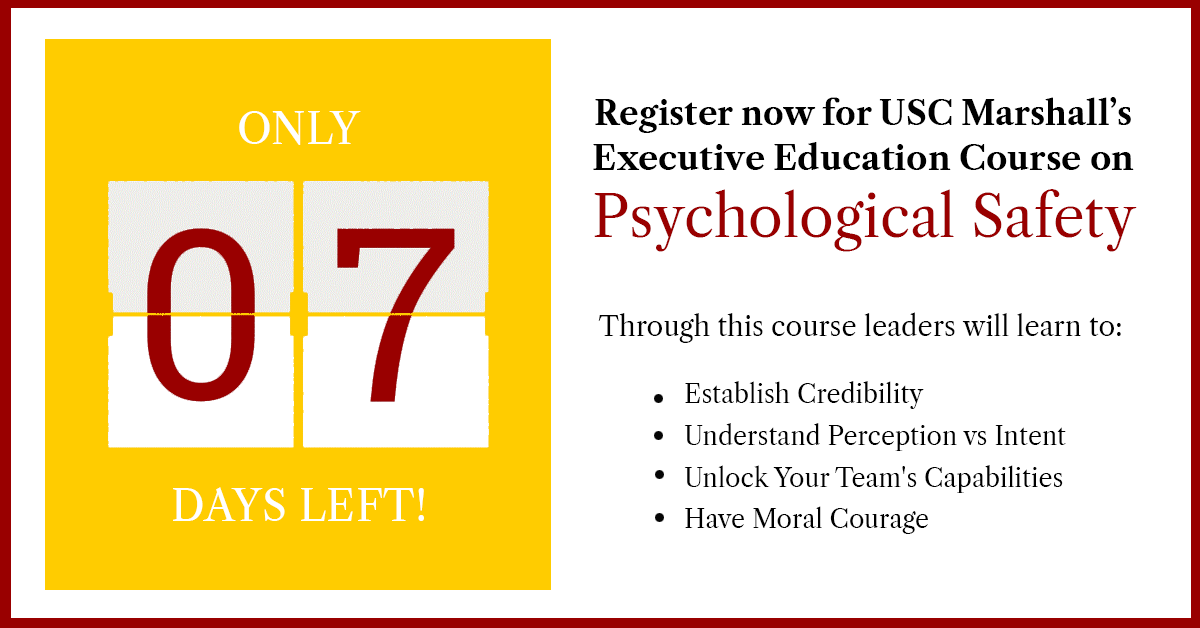 ONLY
07
DAYS LEFT!
Register now for USC Marshall’s
Executive Education Course on
Psychological Safety
Through this course leaders will learn to:
• Establish Credibility
• Understand Perception vs Intent
• Unlock Your Team's Capabilities
• Have Moral Courage